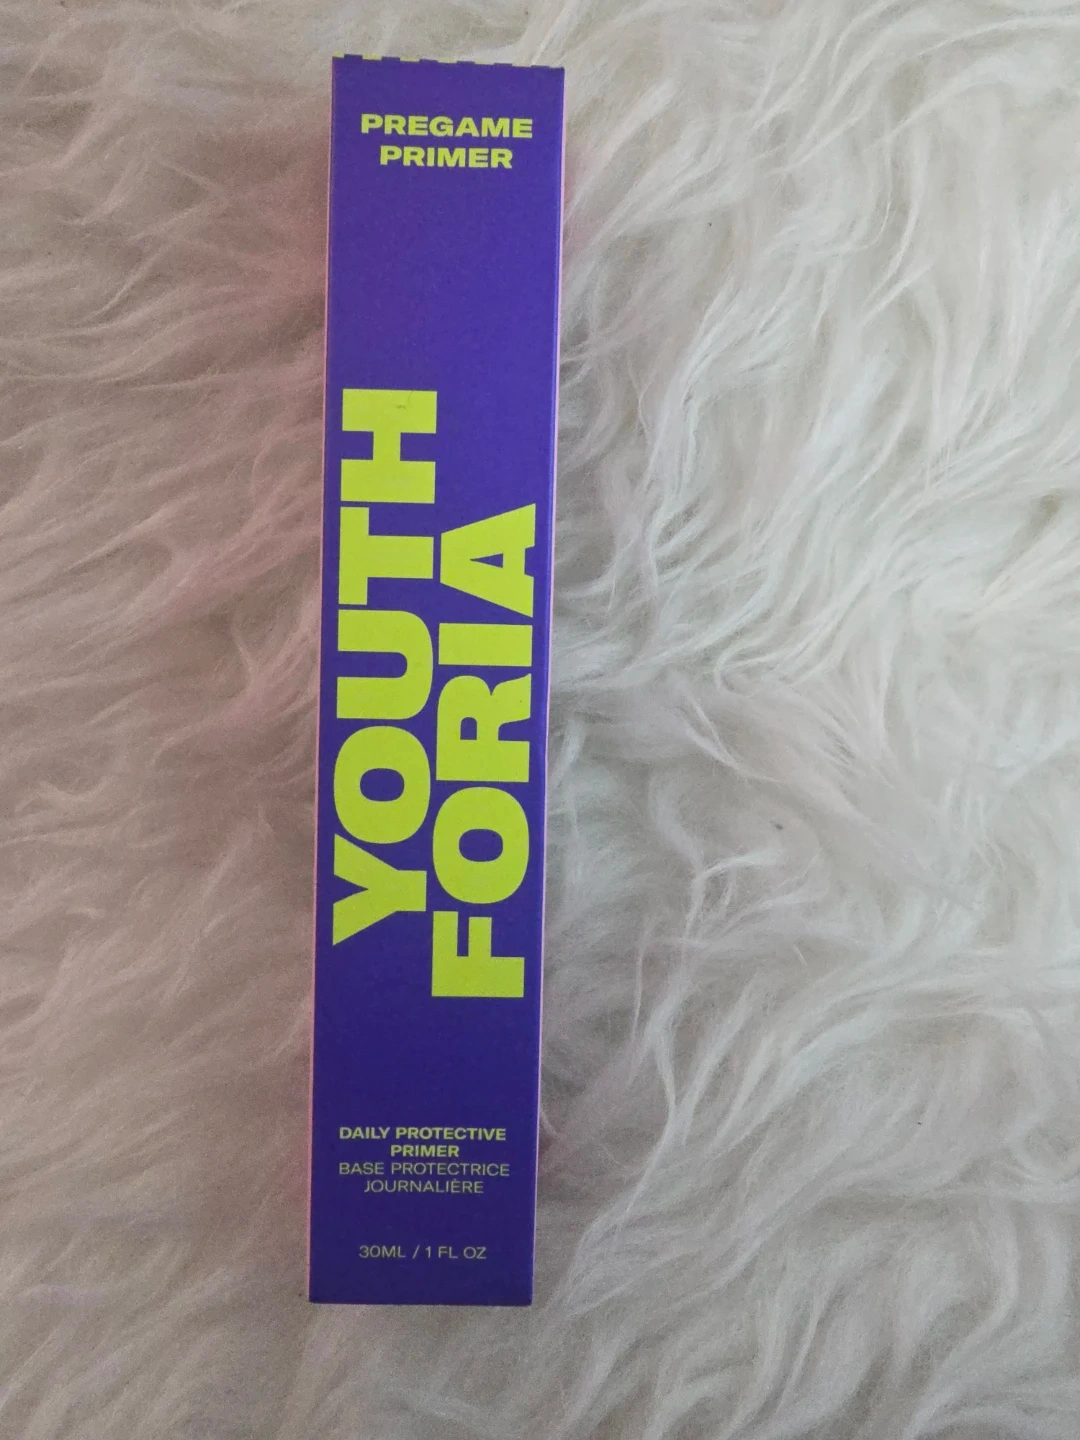 PREGAME
PRIMER
YOUTH
FORIA
DAILY PROTECTIVE
PRIMER
BASE PROTECTRICE
JOURNALIÈRE
30ML / 1 FL OZ